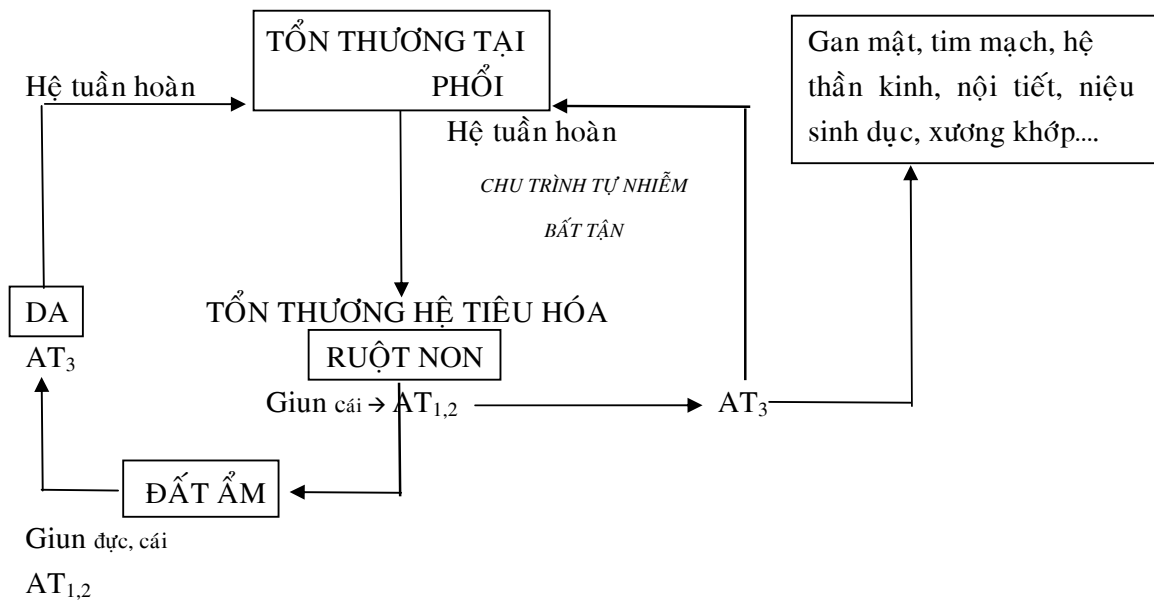 TỔN THƯƠNG TẠI
PHỔI
Gan mật, tim mạch, hệ
thần kinh, nội tiết, niệu
sinh dục, xương khớp....
Hệ tuần hoàn
Hệ tuần hoàn
CHU TRÌNH TỰ NHIỄM
BẤT TẬN
DA
AT3
TỔN THƯƠNG HỆ TIÊU HÓA
RUỘT NON
Giun cái → AT1,2
AT3
ĐẤT ẨM
Giun đực, cái
AT1,2